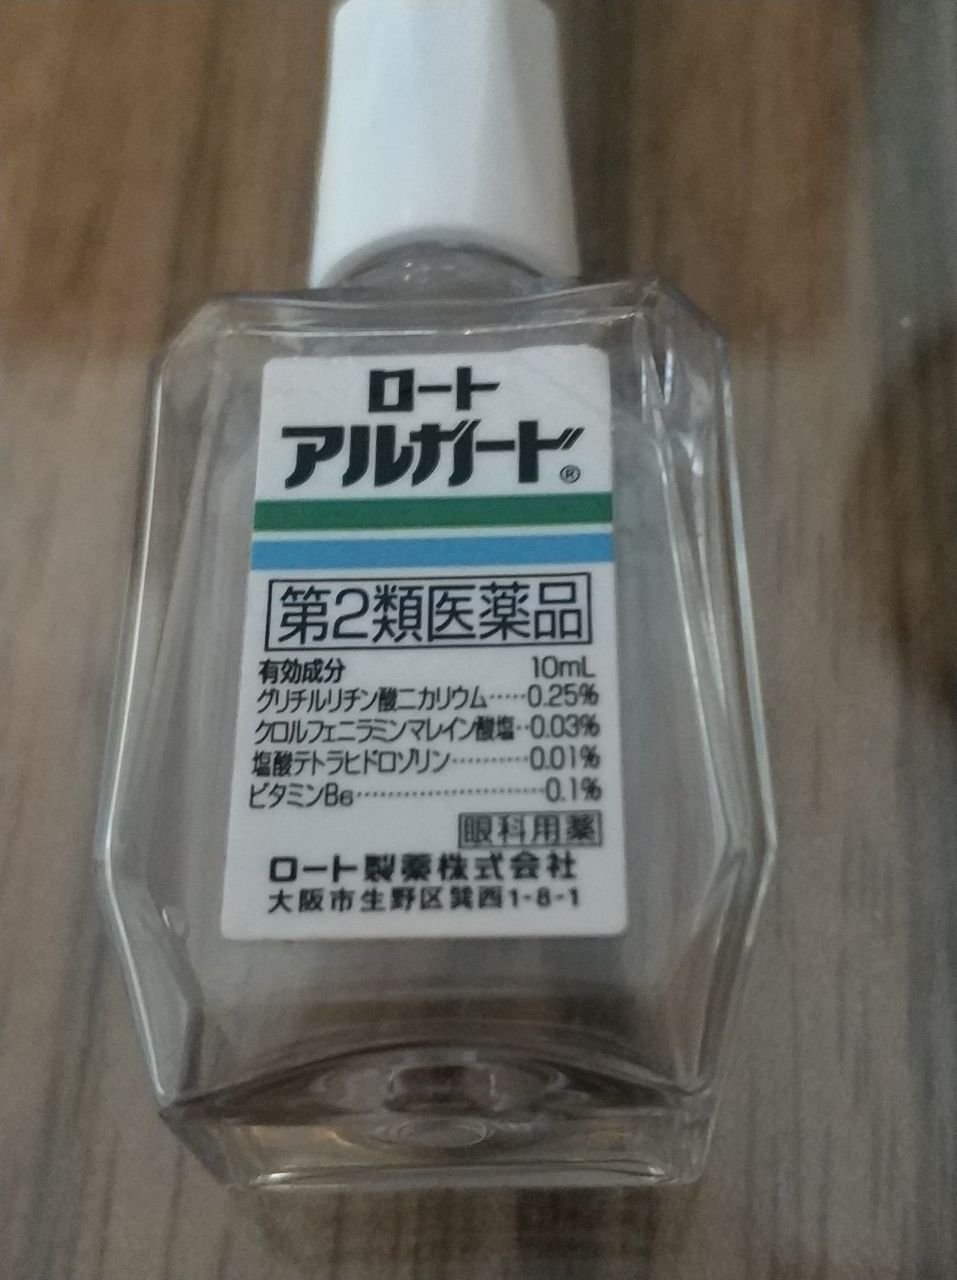 ロート
アルガード®
第2類医薬品
有効成分 10mL
グリチルリチン酸二カリウム·····0.25%
クロルフェニラミンマレイン酸塩··0.03%
塩酸テトラヒドロゾリン··········0.01%
ビタミンB6························0.1%
眼科用薬
ロート製薬株式会社
大阪市生野区巽西1-8-1